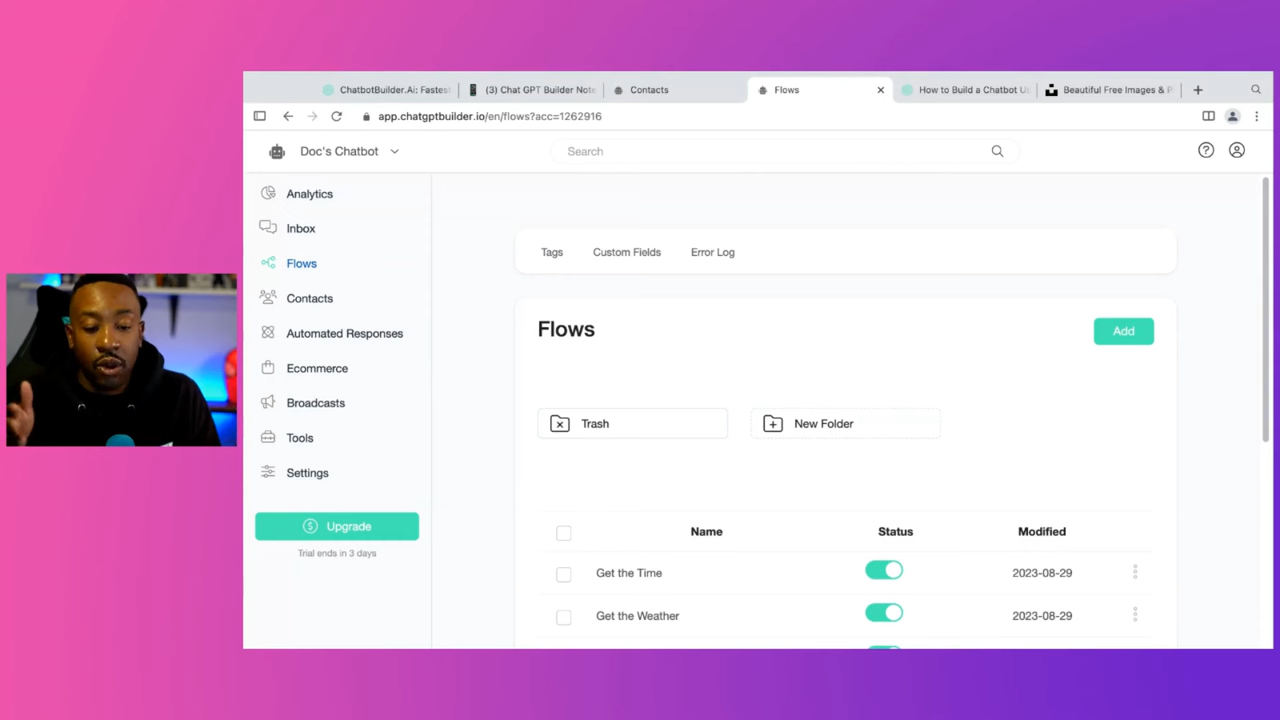 ChatbotBuilder.Ai: Fastes
(3) Chat GPT Builder Note
Contacts
Flows
How to Build a Chatbot U
Beautiful Free Images & P
app.chatgptbuilder.io/en/flows?acc=1262916
Doc's Chatbot
Search
Analytics
Inbox
Flows
Contacts
Automated Responses
Ecommerce
Broadcasts
Tools
Settings
Upgrade
Trial ends in 3 days
Tags Custom Fields Error Log
Flows
Add
Trash
New Folder
Name Status Modified
Get the Time 2023-08-29
Get the Weather 2023-08-29